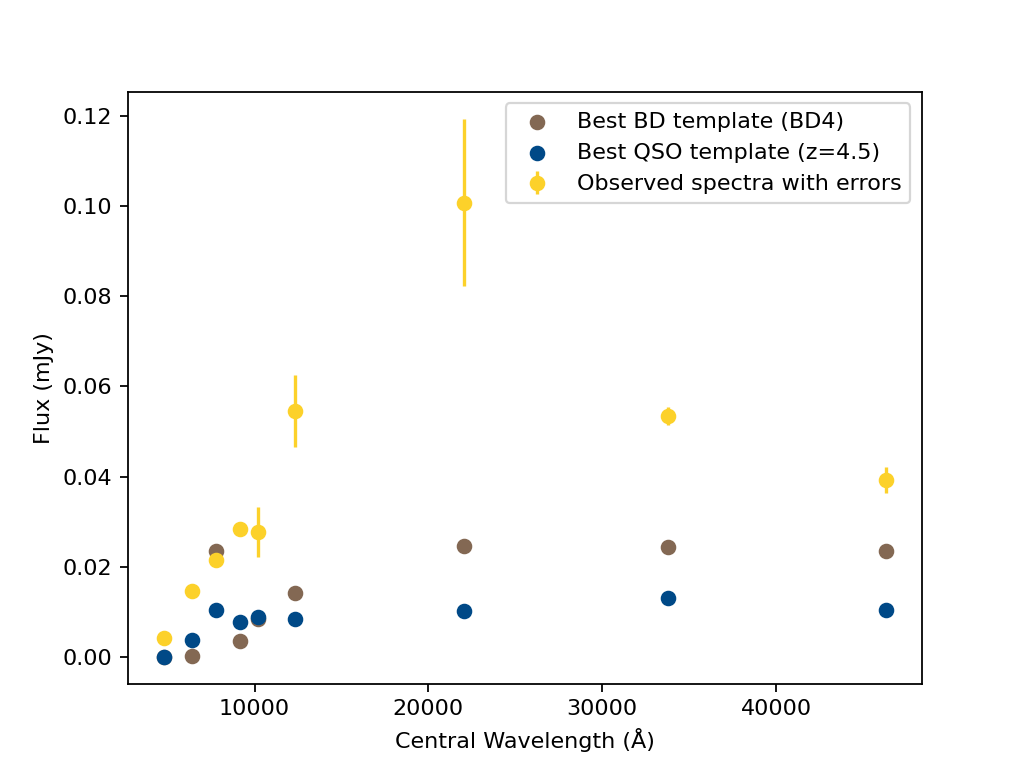 Best BD template (BD4)
Best QSO template (z=4.5)
Observed spectra with errors
0.12
0.10
0.08
0.06
0.04
0.02
0.00
Flux (mJy)
10000 20000 30000 40000
Central Wavelength (Å)